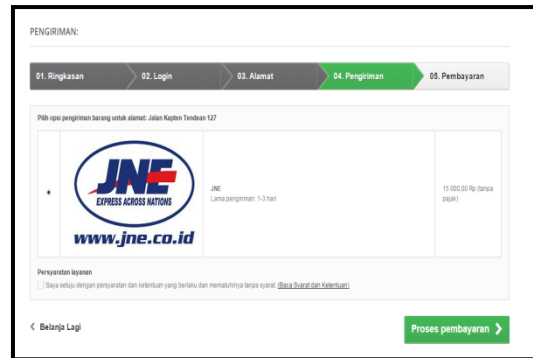 PENGIRIMAN:
01. Ringkasan
02. Login
03. Alamat
04. Pengiriman
05. Pembayaran
Pilih opsi pengiriman barang untuk alamat: Jalan Kapten Tendean 127
JNE
EXPRESS ACROSS NATIONS
www.jne.co.id
JNE
Lama pengiriman: 1-3 hari
15 000,00 Rp (tanpa
pajak)
Persyaratan layanan
Saya setuju dengan persyaratan dan ketentuan yang berlaku dan mematuhinya tanpa syarat. (Baca Syarat dan Ketentuan)
Belanja Lagi
Proses pembayaran